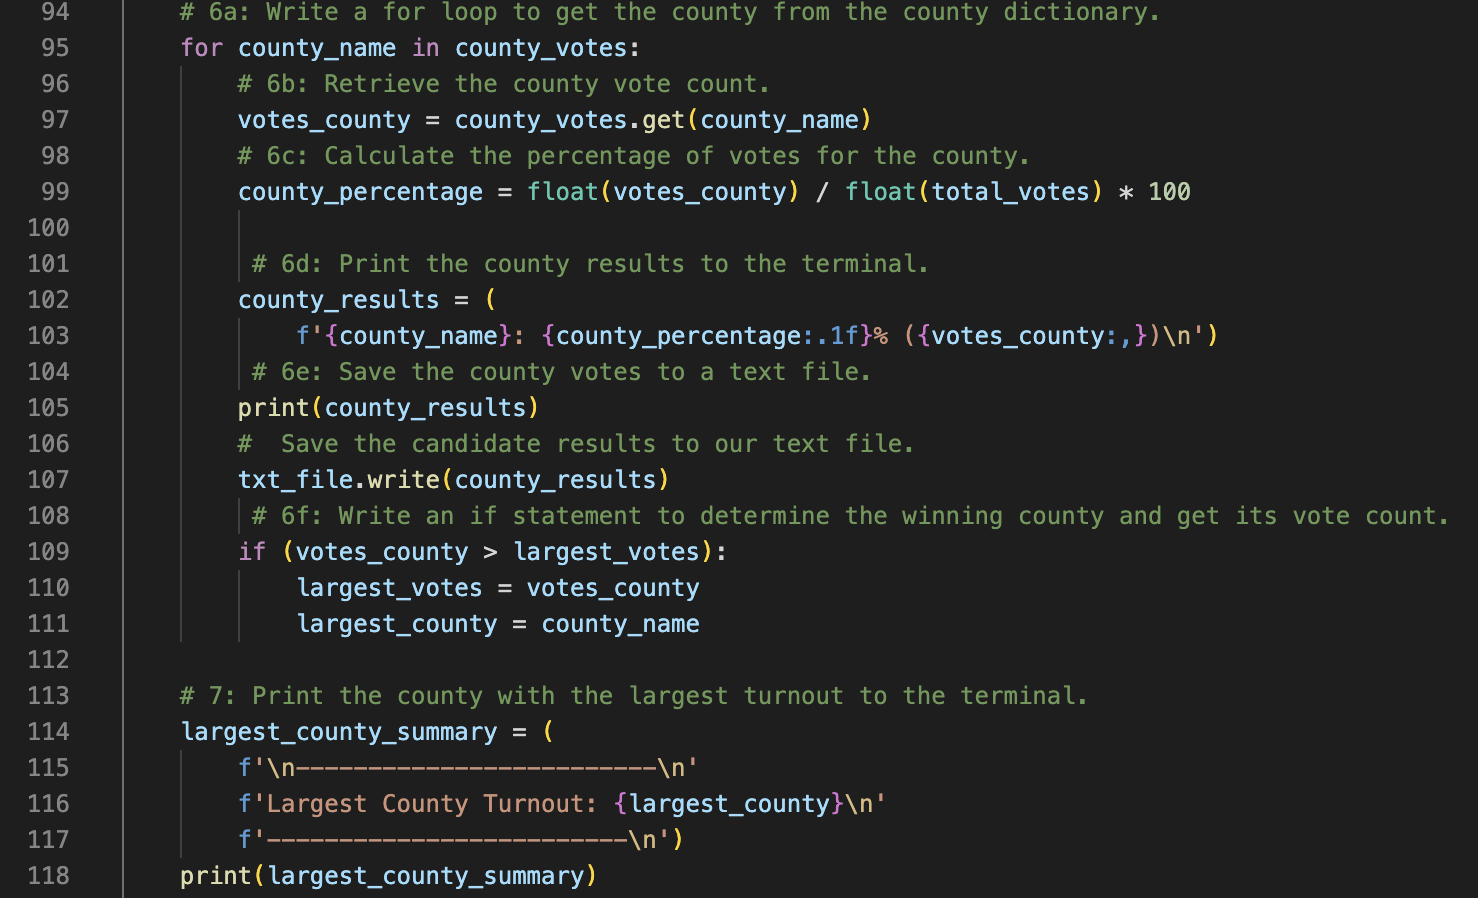 94 # 6a: Write a for loop to get the county from the county dictionary.
95 for county_name in county_votes:
96 # 6b: Retrieve the county vote count.
97 votes_county = county_votes.get(county_name)
98 # 6c: Calculate the percentage of votes for the county.
99 county_percentage = float(votes_county) / float(total_votes) * 100
100
101 # 6d: Print the county results to the terminal.
102 county_results = (
103 f'{county_name}: {county_percentage:.1f}% ({votes_county:,})\n')
104 # 6e: Save the county votes to a text file.
105 print(county_results)
106 #  Save the candidate results to our text file.
107 txt_file.write(county_results)
108 # 6f: Write an if statement to determine the winning county and get its vote count.
109 if (votes_county > largest_votes):
110 largest_votes = votes_county
111 largest_county = county_name
112
113 # 7: Print the county with the largest turnout to the terminal.
114 largest_county_summary = (
115 f'\n-------------------------\n'
116 f'Largest County Turnout: {largest_county}\n'
117 f'-------------------------\n')
118 print(largest_county_summary)